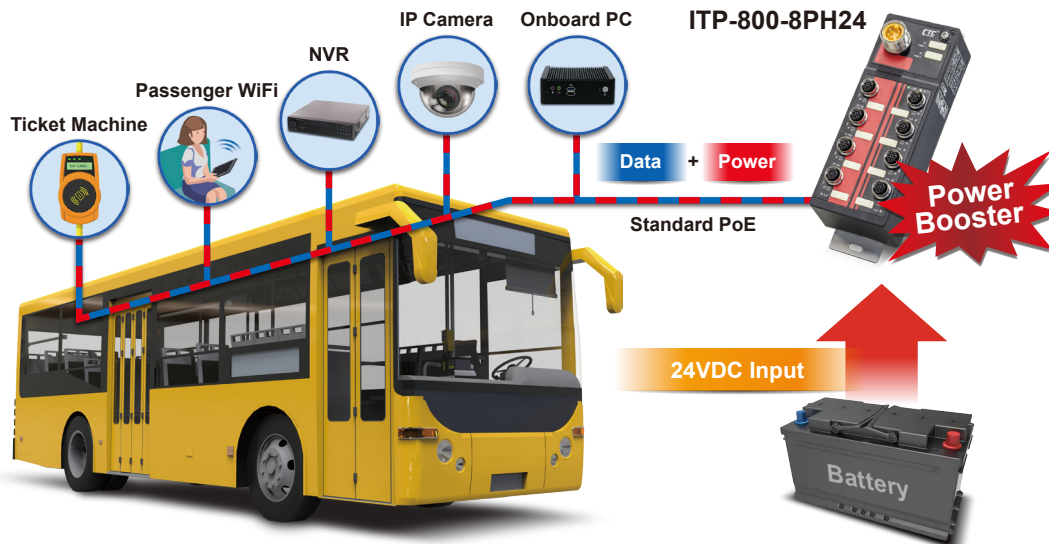 IP Camera
Onboard PC
ITP-800-8PH24
NVR
Passenger WiFi
Ticket Machine
CTC
Data + Power
Standard PoE
Power
Booster
24VDC Input
Battery